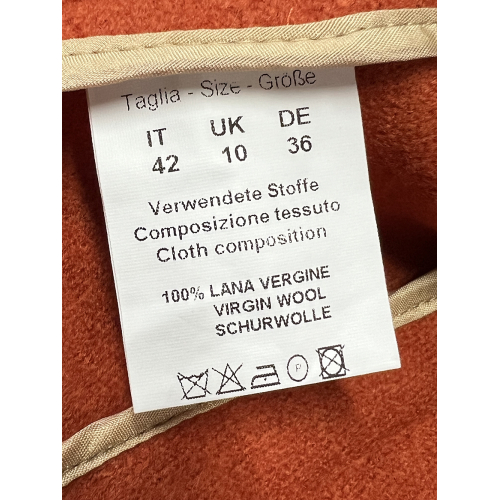 Taglia - Size - Größe
IT UK DE
42 10 36
Verwendete Stoffe
Composizione tessuto
Cloth composition
100% LANA VERGINE
VIRGIN WOOL
SCHURWOLLE
P